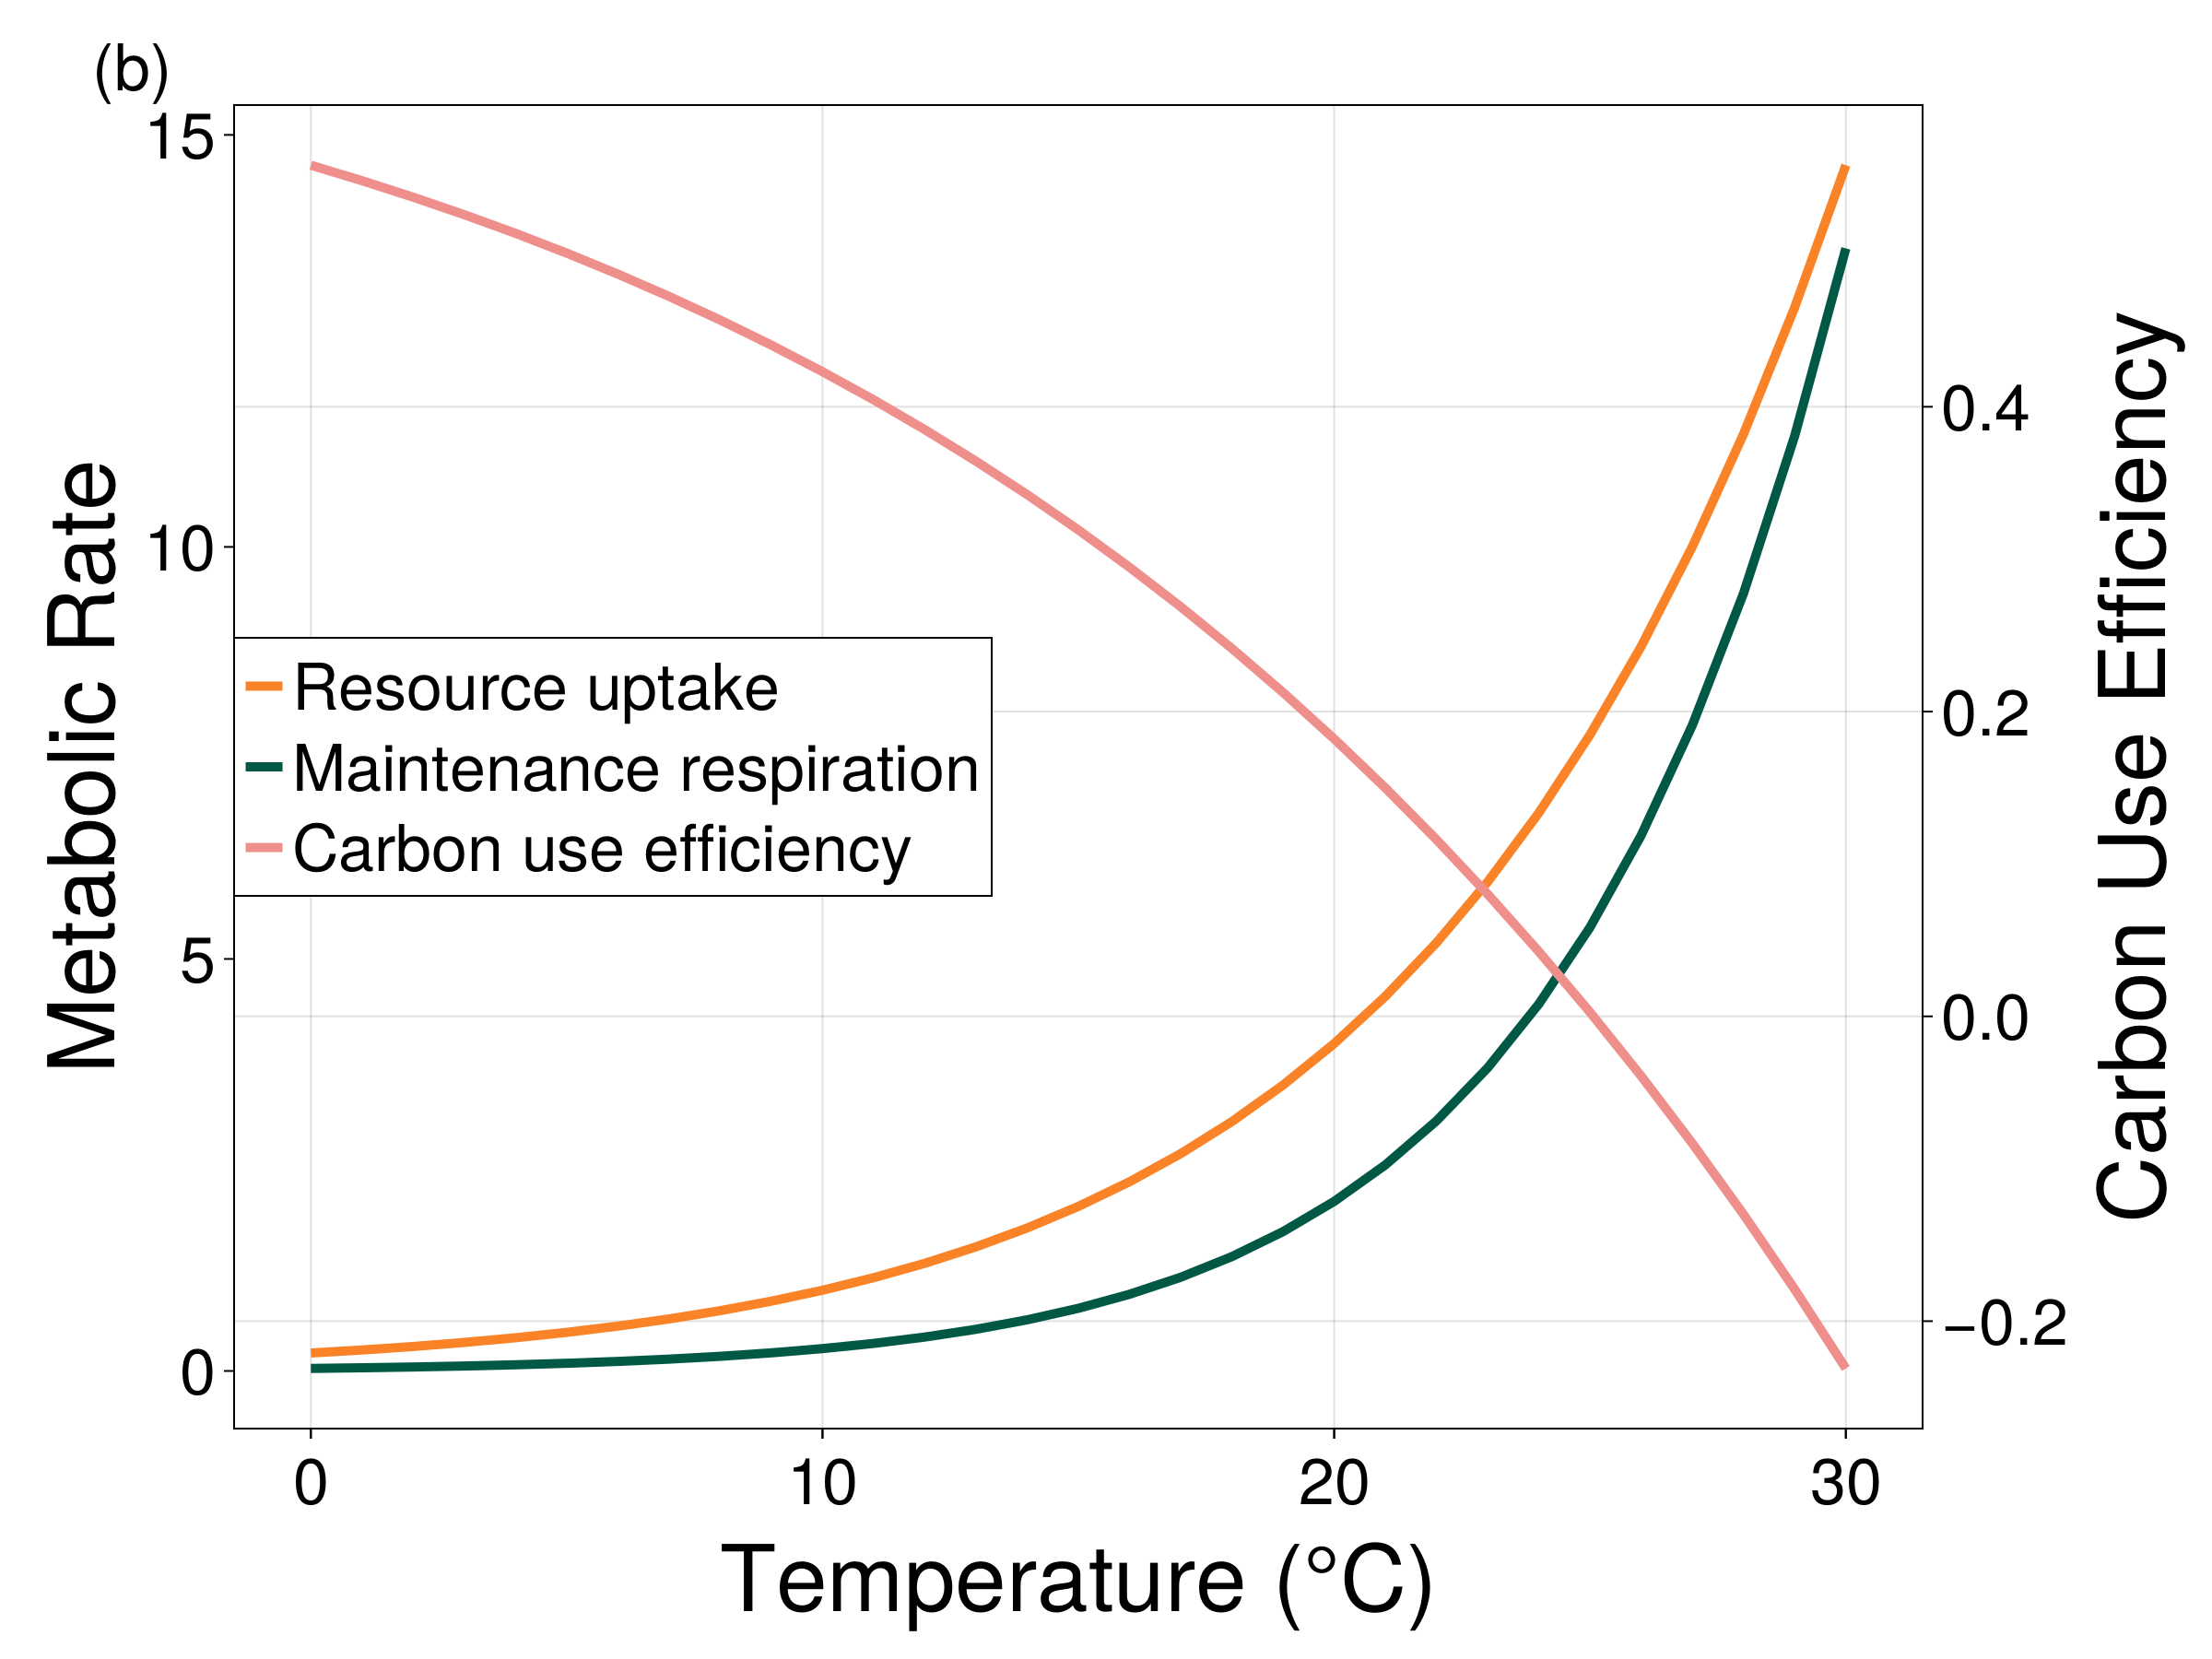 (b)
15
10
5
0
Metabolic Rate
Resource uptake
Maintenance respiration
Carbon use efficiency
0.4
0.2
0.0
−0.2
Carbon Use Efficiency
0 10 20 30
Temperature (°C)